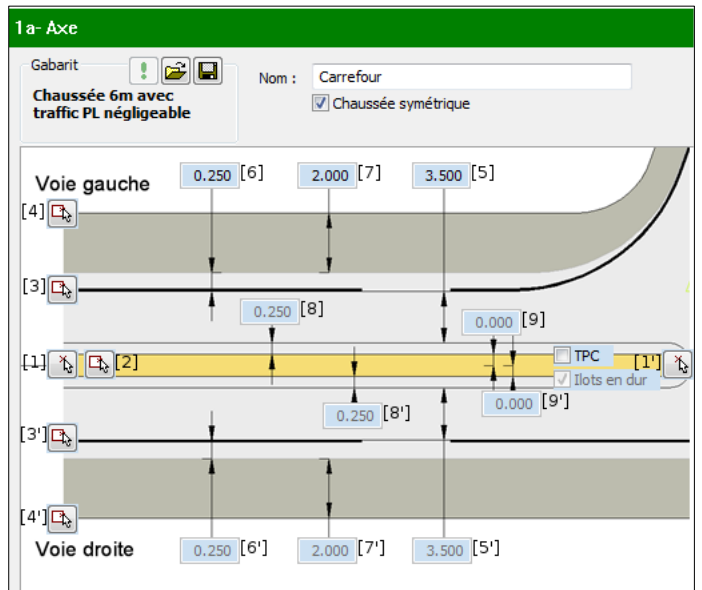 1a- Axe
Gabarit
Nom : Carrefour
Chaussée 6m avec
traffic PL négligeable
Chaussée symétrique
0.250 [6] 2.000 [7] 3.500 [5]
Voie gauche
[4]
[3]
0.250 [8]
0.000 [9]
[1] [2] TPC [1']
Ilots en dur
0.250 [8'] 0.000 [9']
[3']
[4']
Voie droite 0.250 [6'] 2.000 [7'] 3.500 [5']